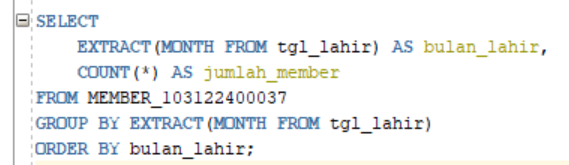 SELECT
EXTRACT(MONTH FROM tgl_lahir) AS bulan_lahir,
COUNT(*) AS jumlah_member
FROM MEMBER_103122400037
GROUP BY EXTRACT(MONTH FROM tgl_lahir)
ORDER BY bulan_lahir;